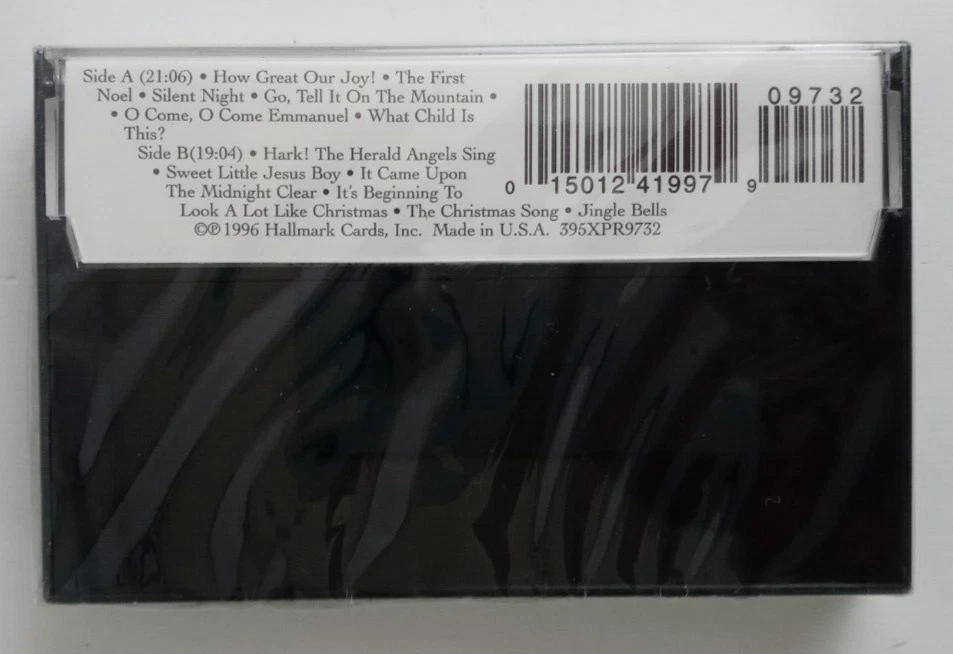 Side A (21:06) • How Great Our Joy! • The First
Noel • Silent Night • Go, Tell It On The Mountain •
• O Come, O Come Emmanuel • What Child Is
This?
Side B(19:04) • Hark! The Herald Angels Sing
• Sweet Little Jesus Boy • It Came Upon
The Midnight Clear • It's Beginning To
Look A Lot Like Christmas • The Christmas Song • Jingle Bells
©℗1996 Hallmark Cards, Inc. Made in U.S.A. 395XPR9732
0 15012 41997 9
09732